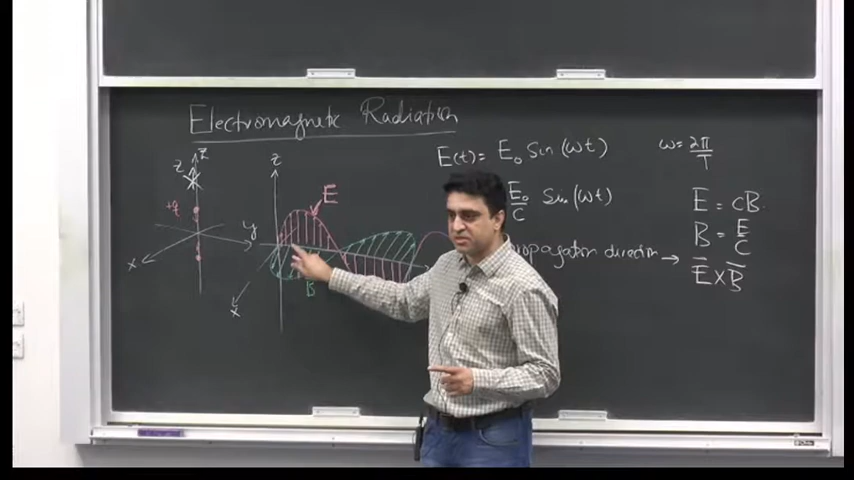 Electromagnetic Radiation
E(t) = E₀ Sin (ωt)
ω = 2π/T
E₀/C Sin (ωt)
propagation direction → E̅ × B̅
E = CB
B = E/C
z
z
+q
y
x
z
E
B
x